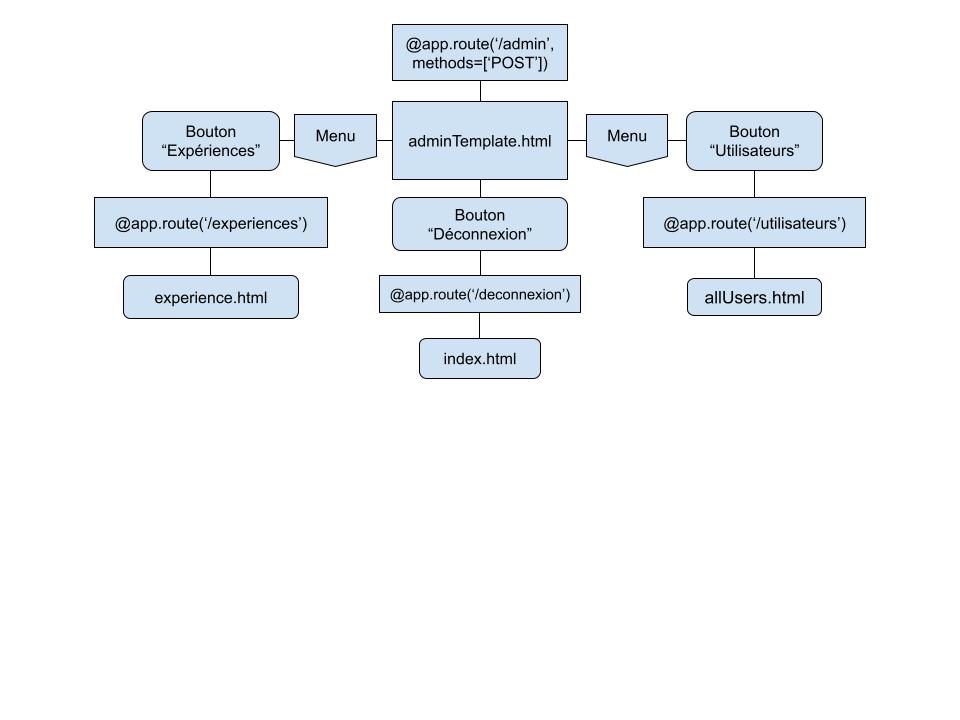 @app.route(‘/admin’,
methods=[‘POST’])
Bouton
“Expériences”
Menu
adminTemplate.html
Menu
Bouton
“Utilisateurs”
@app.route(‘/experiences’)
Bouton
“Déconnexion”
@app.route(‘/utilisateurs’)
experience.html
@app.route(‘/deconnexion’)
allUsers.html
index.html